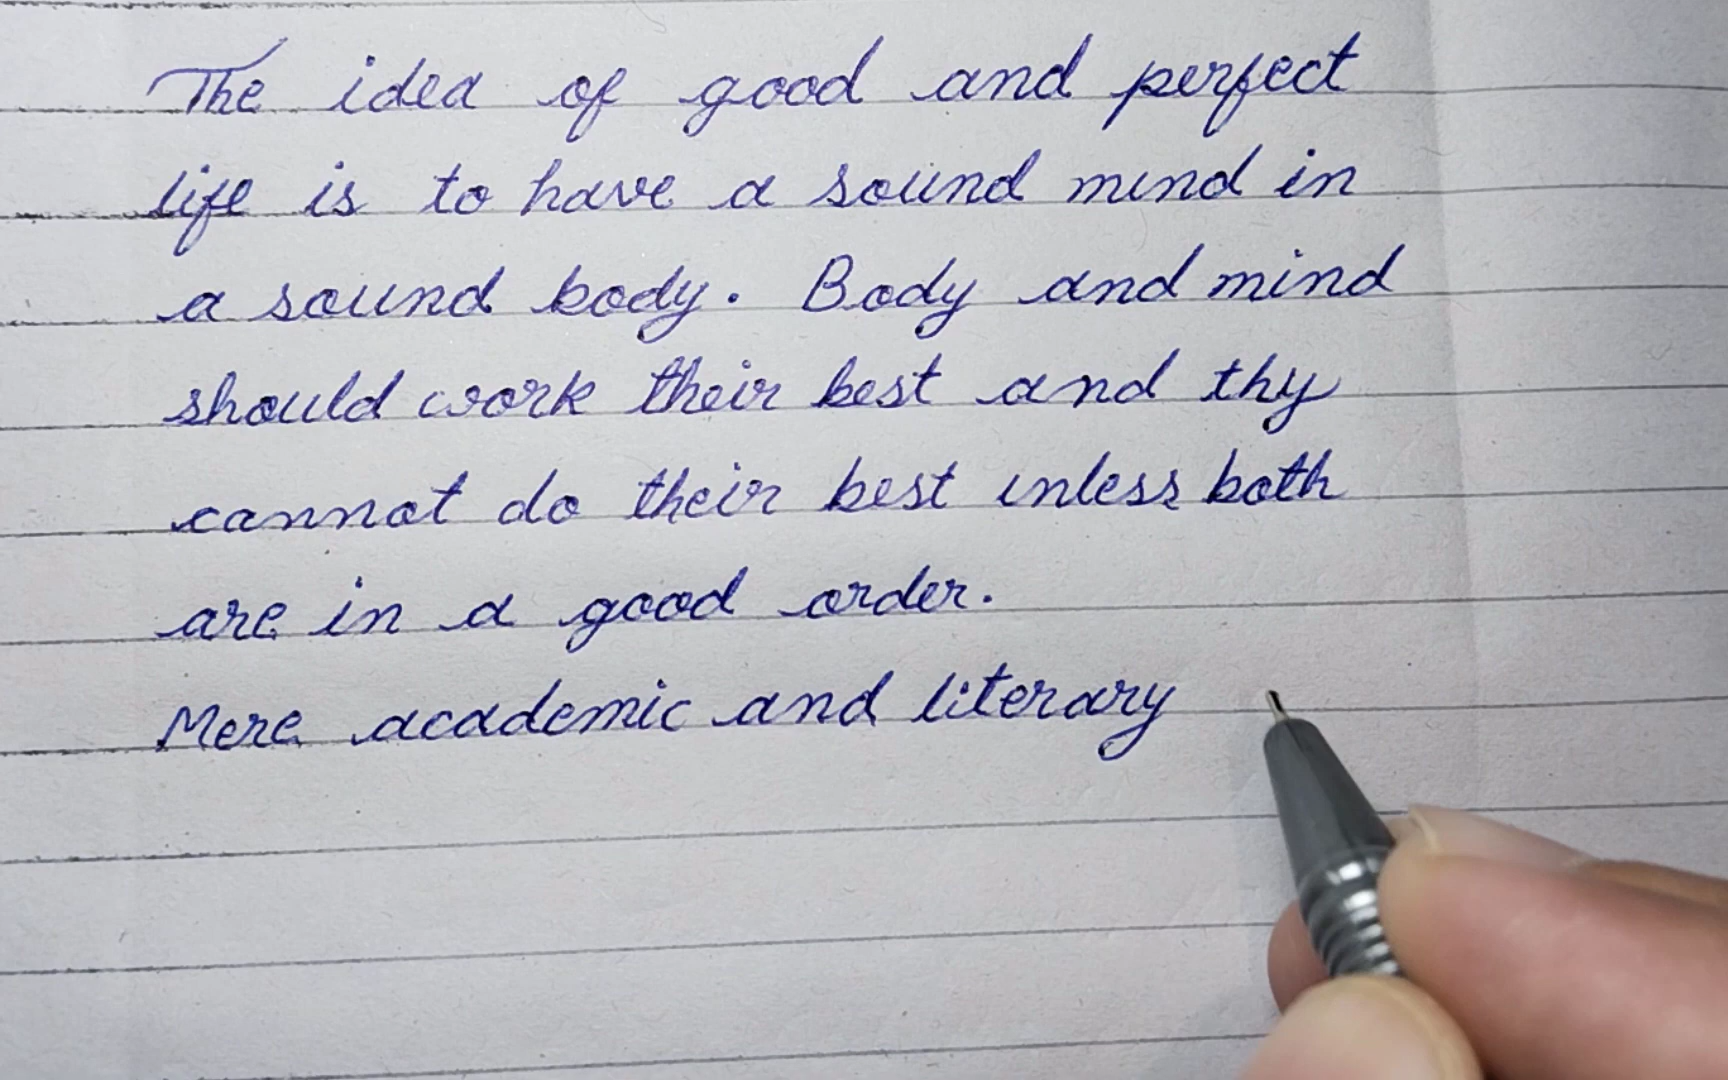 The idea of good and perfect
life is to have a sound mind in
a sound body. Body and mind
should work their best and thy
cannot do their best unless both
are in a good order.
Mere academic and literary